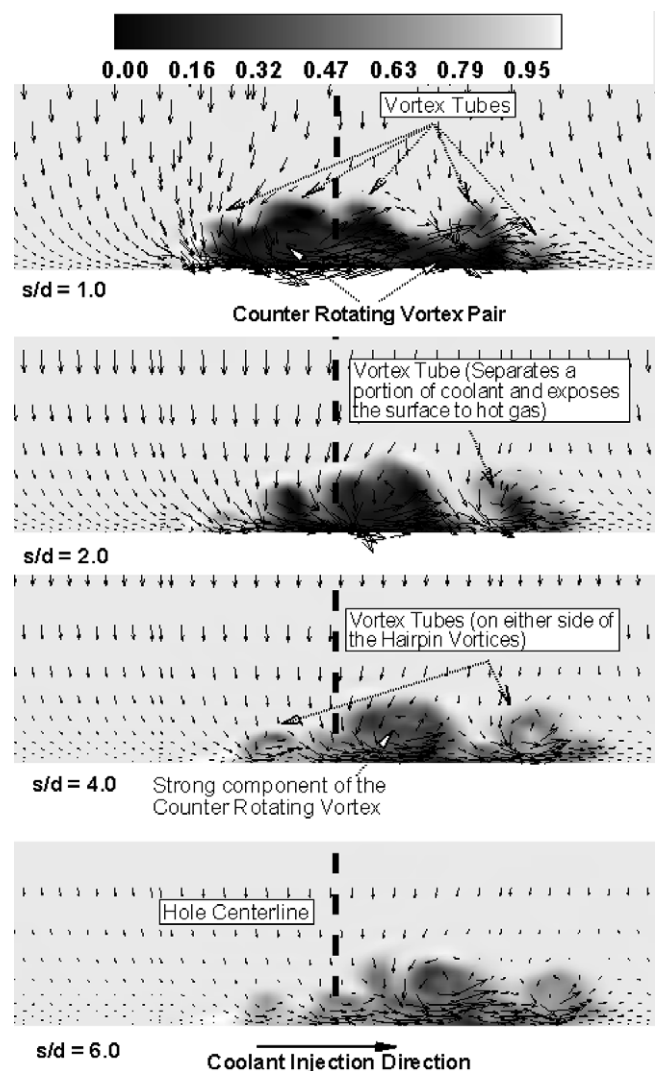 0.00 0.16 0.32 0.47 0.63 0.79 0.95
Vortex Tubes
s/d = 1.0
Counter Rotating Vortex Pair
Vortex Tube (Separates a
portion of coolant and exposes
the surface to hot gas)
s/d = 2.0
Vortex Tubes (on either side of
the Hairpin Vortices)
s/d = 4.0
Strong component of the
Counter Rotating Vortex
Hole Centerline
s/d = 6.0
Coolant Injection Direction